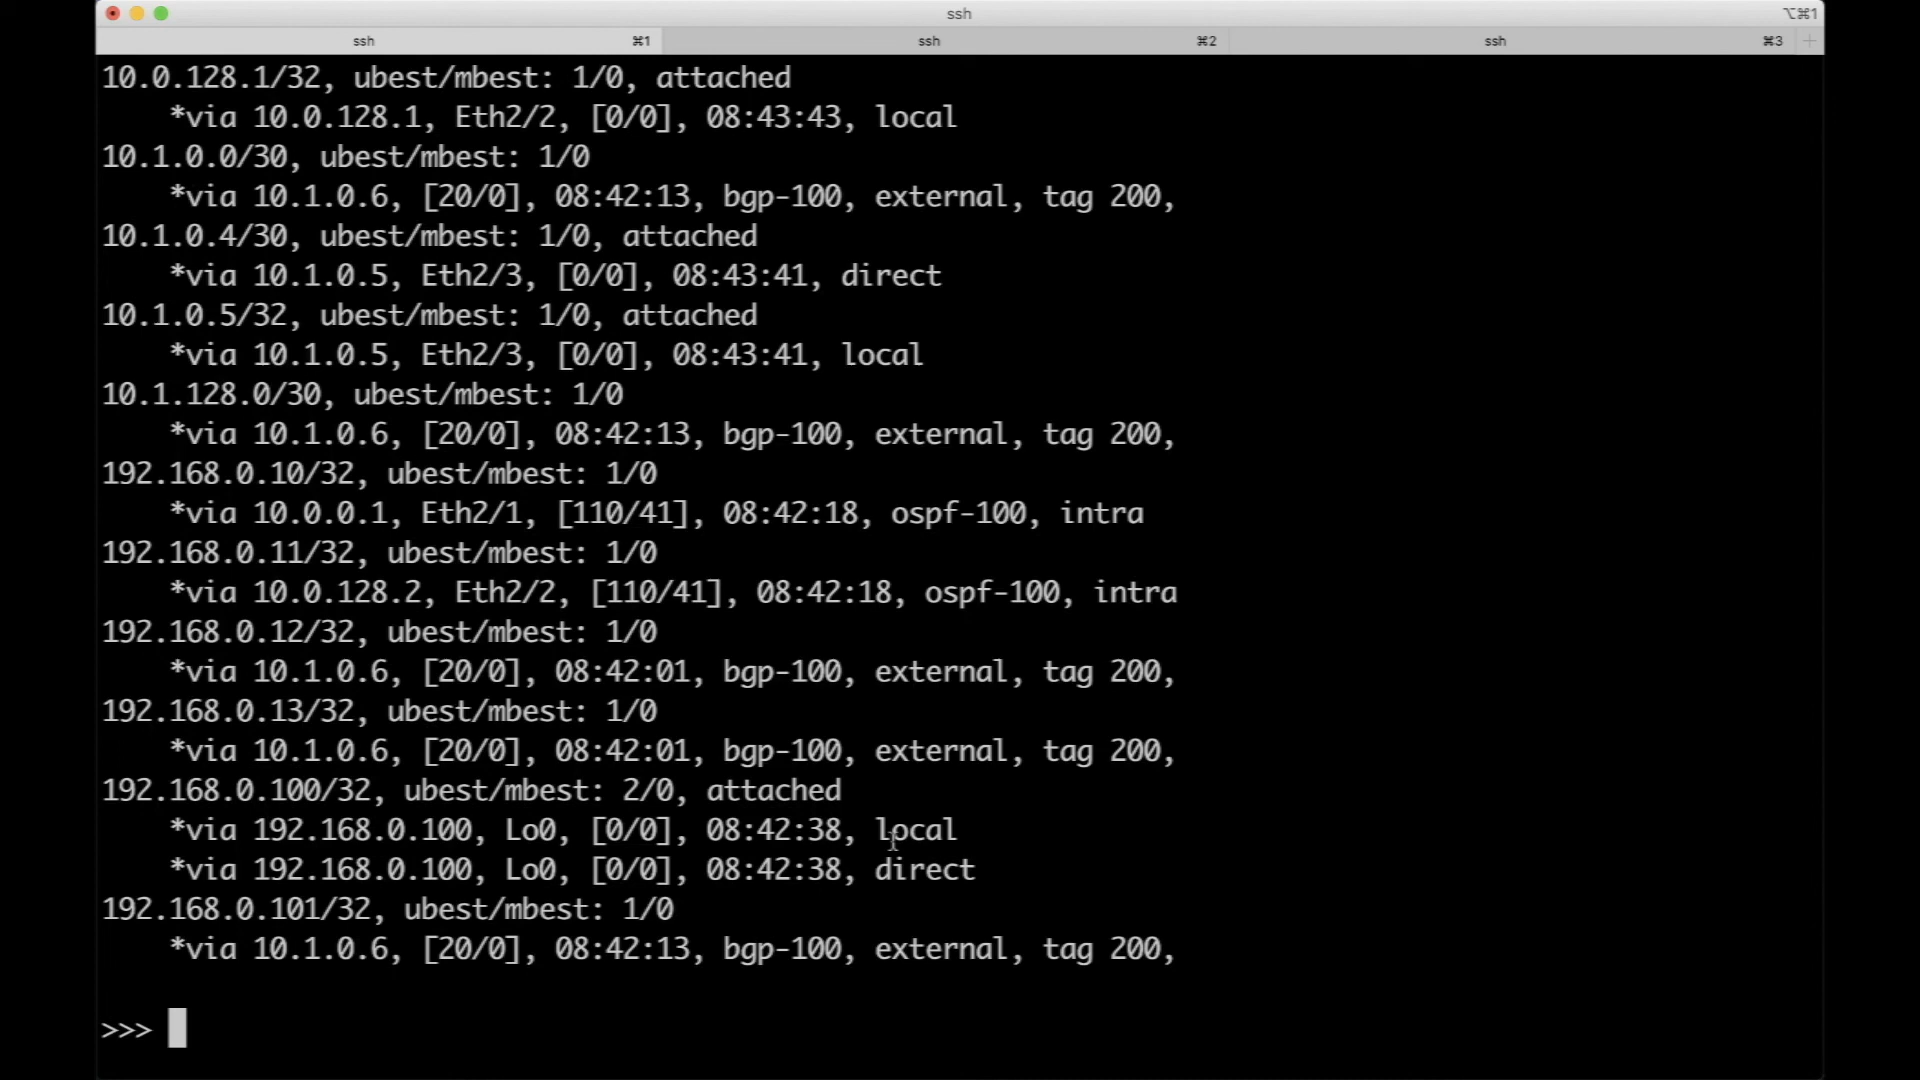 ssh ⌥⌘1
ssh ⌘1 ssh ⌘2 ssh ⌘3 +
10.0.128.1/32, ubest/mbest: 1/0, attached
    *via 10.0.128.1, Eth2/2, [0/0], 08:43:43, local
10.1.0.0/30, ubest/mbest: 1/0
    *via 10.1.0.6, [20/0], 08:42:13, bgp-100, external, tag 200,
10.1.0.4/30, ubest/mbest: 1/0, attached
    *via 10.1.0.5, Eth2/3, [0/0], 08:43:41, direct
10.1.0.5/32, ubest/mbest: 1/0, attached
    *via 10.1.0.5, Eth2/3, [0/0], 08:43:41, local
10.1.128.0/30, ubest/mbest: 1/0
    *via 10.1.0.6, [20/0], 08:42:13, bgp-100, external, tag 200,
192.168.0.10/32, ubest/mbest: 1/0
    *via 10.0.0.1, Eth2/1, [110/41], 08:42:18, ospf-100, intra
192.168.0.11/32, ubest/mbest: 1/0
    *via 10.0.128.2, Eth2/2, [110/41], 08:42:18, ospf-100, intra
192.168.0.12/32, ubest/mbest: 1/0
    *via 10.1.0.6, [20/0], 08:42:01, bgp-100, external, tag 200,
192.168.0.13/32, ubest/mbest: 1/0
    *via 10.1.0.6, [20/0], 08:42:01, bgp-100, external, tag 200,
192.168.0.100/32, ubest/mbest: 2/0, attached
    *via 192.168.0.100, Lo0, [0/0], 08:42:38, local
    *via 192.168.0.100, Lo0, [0/0], 08:42:38, direct
192.168.0.101/32, ubest/mbest: 1/0
    *via 10.1.0.6, [20/0], 08:42:13, bgp-100, external, tag 200,
>>>